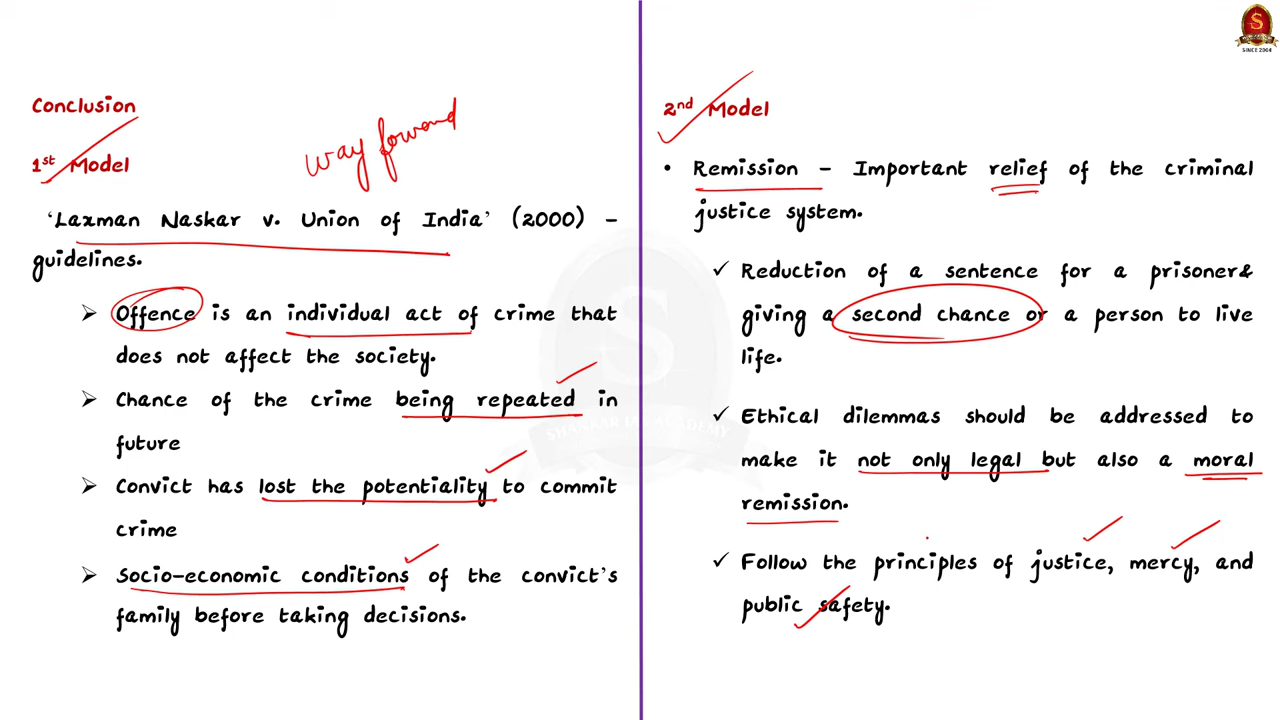 Conclusion
way forward
1st Model
'Laxman Naskar v. Union of India' (2000) –
guidelines.
➢ Offence is an individual act of crime that
does not affect the society.
➢ Chance of the crime being repeated in
future
➢ Convict has lost the potentiality to commit
crime
➢ Socio-economic conditions of the convict's
family before taking decisions.
2nd Model
• Remission – Important relief of the criminal
justice system.
✓ Reduction of a sentence for a prisoner&
giving a second chance or a person to live
life.
✓ Ethical dilemmas should be addressed to
make it not only legal but also a moral
remission.
✓ Follow the principles of justice, mercy, and
public safety.
S
SINCE 2004
S
SHANKAR IAS ACADEMY